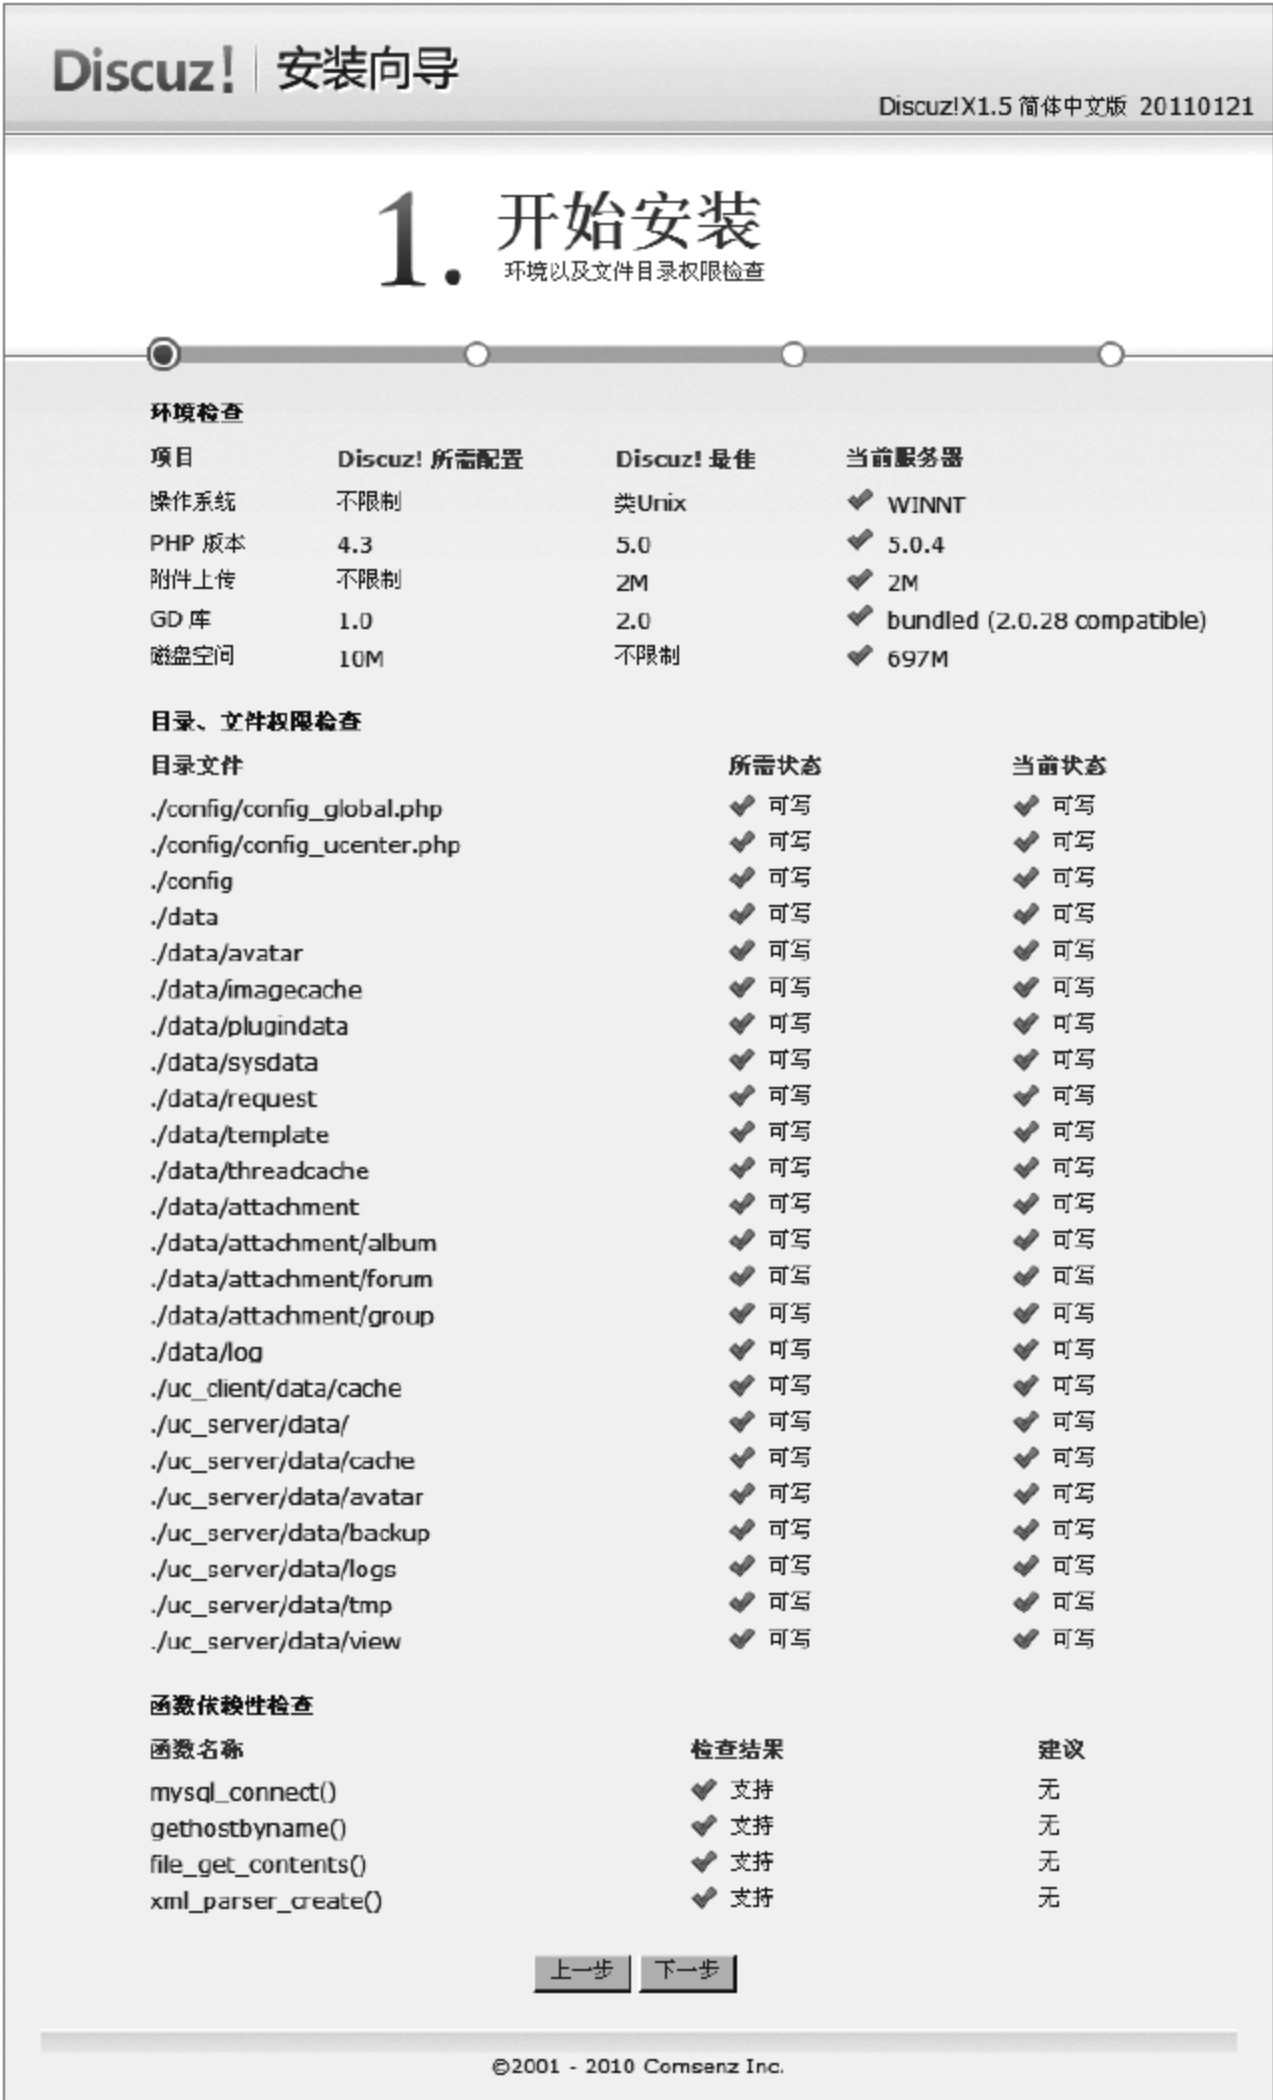 Discuz! 安装向导
Discuz!X1.5 简体中文版 20110121
1. 开始安装
环境以及文件目录权限检查
环境检查
项目 Discuz! 所需配置 Discuz! 最佳 当前服务器
操作系统 不限制 类Unix WINNT
PHP 版本 4.3 5.0 5.0.4
附件上传 不限制 2M 2M
GD 库 1.0 2.0 bundled (2.0.28 compatible)
磁盘空间 10M 不限制 697M
目录、文件权限检查
目录文件 所需状态 当前状态
./config/config_global.php 可写 可写
./config/config_ucenter.php 可写 可写
./config 可写 可写
./data 可写 可写
./data/avatar 可写 可写
./data/imagecache 可写 可写
./data/plugindata 可写 可写
./data/sysdata 可写 可写
./data/request 可写 可写
./data/template 可写 可写
./data/threadcache 可写 可写
./data/attachment 可写 可写
./data/attachment/album 可写 可写
./data/attachment/forum 可写 可写
./data/attachment/group 可写 可写
./data/log 可写 可写
./uc_client/data/cache 可写 可写
./uc_server/data/ 可写 可写
./uc_server/data/cache 可写 可写
./uc_server/data/avatar 可写 可写
./uc_server/data/backup 可写 可写
./uc_server/data/logs 可写 可写
./uc_server/data/tmp 可写 可写
./uc_server/data/view 可写 可写
函数依赖性检查
函数名称 检查结果 建议
mysql_connect() 支持 无
gethostbyname() 支持 无
file_get_contents() 支持 无
xml_parser_create() 支持 无
上一步 下一步
©2001 - 2010 Comsenz Inc.